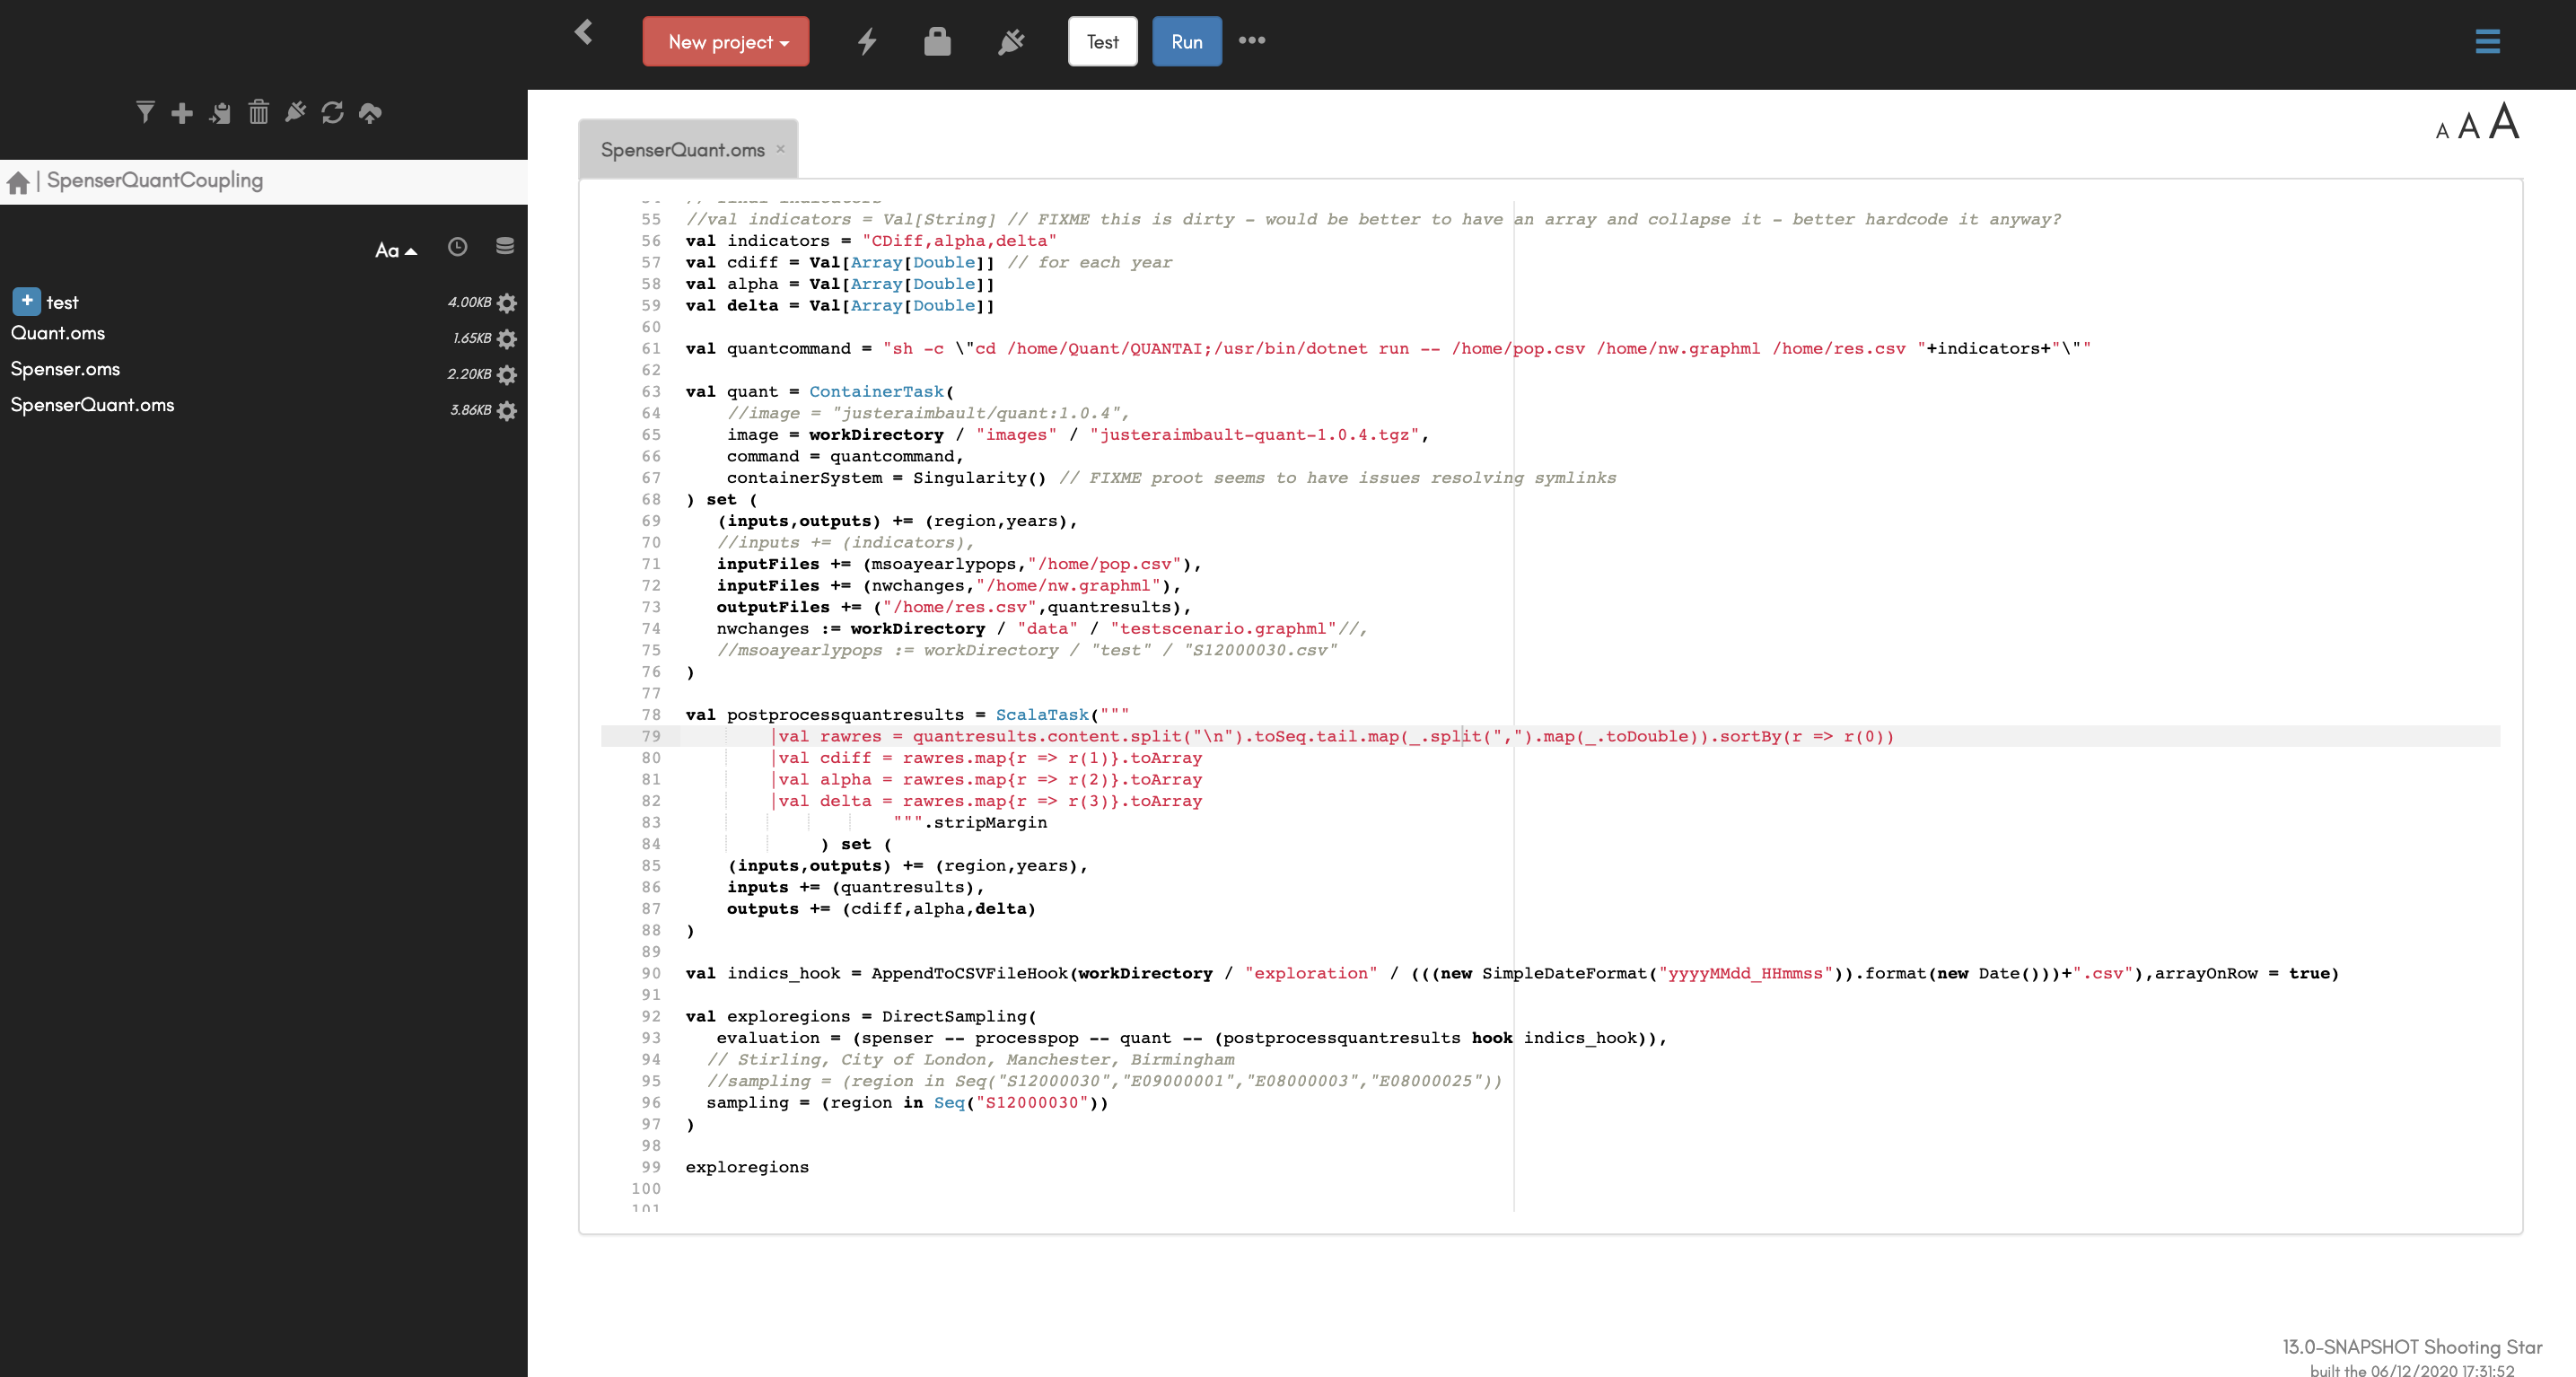 New project
Test
Run
| SpenserQuantCoupling
SpenserQuant.oms ×
A A A
Aa
test 4.00KB
Quant.oms 1.65KB
Spenser.oms 2.20KB
SpenserQuant.oms 3.86KB
54 // final indicators
55 //val indicators = Val[String] // FIXME this is dirty - would be better to have an array and collapse it - better hardcode it anyway?
56 val indicators = "CDiff,alpha,delta"
57 val cdiff = Val[Array[Double]] // for each year
58 val alpha = Val[Array[Double]]
59 val delta = Val[Array[Double]]
60
61 val quantcommand = "sh -c \"cd /home/Quant/QUANTAI;/usr/bin/dotnet run -- /home/pop.csv /home/nw.graphml /home/res.csv "+indicators+"\""
62
63 val quant = ContainerTask(
64 //image = "justeraimbault/quant:1.0.4",
65 image = workDirectory / "images" / "justeraimbault-quant-1.0.4.tgz",
66 command = quantcommand,
67 containerSystem = Singularity() // FIXME proot seems to have issues resolving symlinks
68 ) set (
69 (inputs,outputs) += (region,years),
70 //inputs += (indicators),
71 inputFiles += (msoayearlypops,"/home/pop.csv"),
72 inputFiles += (nwchanges,"/home/nw.graphml"),
73 outputFiles += ("/home/res.csv",quantresults),
74 nwchanges := workDirectory / "data" / "testscenario.graphml"//,
75 //msoayearlypops := workDirectory / "test" / "S12000030.csv"
76 )
77
78 val postprocessquantresults = ScalaTask("""
79 |val rawres = quantresults.content.split("\n").toSeq.tail.map(_.split(",").map(_.toDouble)).sortBy(r => r(0))
80 |val cdiff = rawres.map{r => r(1)}.toArray
81 |val alpha = rawres.map{r => r(2)}.toArray
82 |val delta = rawres.map{r => r(3)}.toArray
83 """.stripMargin
84 ) set (
85 (inputs,outputs) += (region,years),
86 inputs += (quantresults),
87 outputs += (cdiff,alpha,delta)
88 )
89
90 val indics_hook = AppendToCSVFileHook(workDirectory / "exploration" / (((new SimpleDateFormat("yyyyMMdd_HHmmss")).format(new Date()))+".csv"),arrayOnRow = true)
91
92 val exploregions = DirectSampling(
93 evaluation = (spenser -- processpop -- quant -- (postprocessquantresults hook indics_hook)),
94 // Stirling, City of London, Manchester, Birmingham
95 //sampling = (region in Seq("S12000030","E09000001","E08000003","E08000025"))
96 sampling = (region in Seq("S12000030"))
97 )
98
99 exploregions
100
101
13.0-SNAPSHOT Shooting Star
built the 06/12/2020 17:31:52